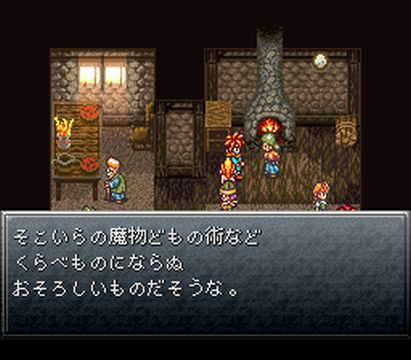 そこいらの魔物どもの術など
くらべものにならぬ
おそろしいものだそうな。